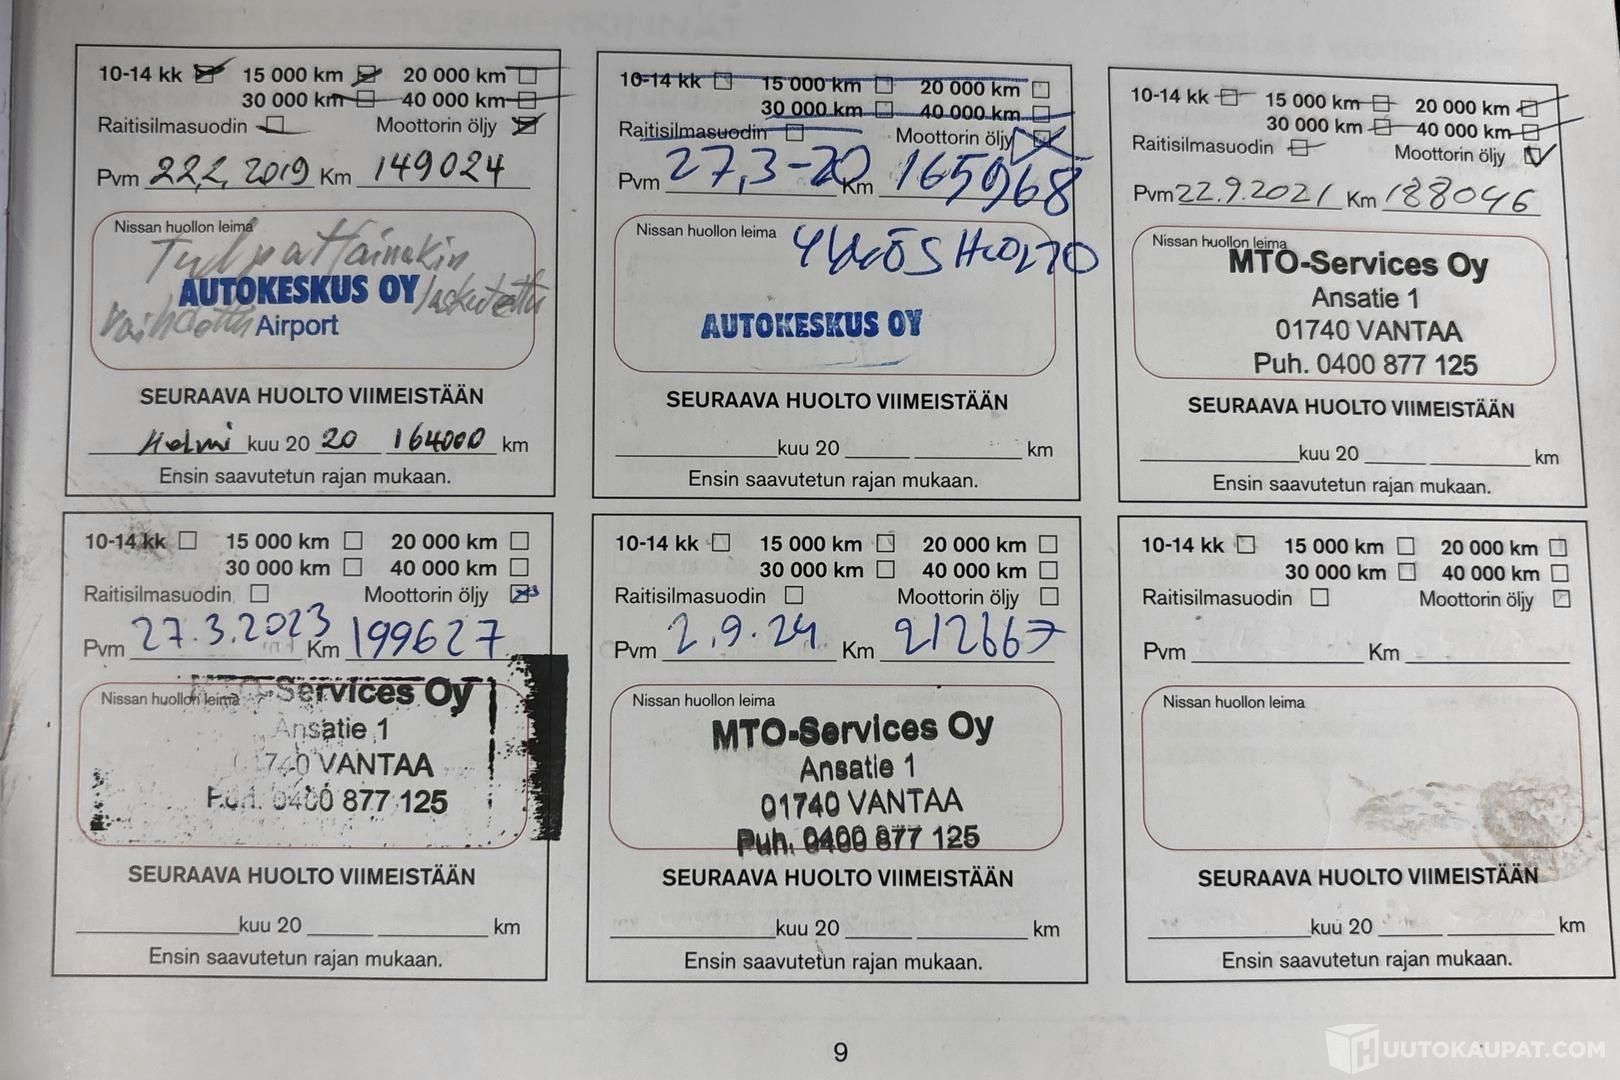 10-14 kk 15 000 km 20 000 km
30 000 km 40 000 km
Raitisilmasuodin Moottorin öljy
Pvm 22.2, 2019 Km 149024
Nissan huollon leima
Tulpat ainakin
AUTOKESKUS OY laskutettu
vaihdettu Airport
SEURAAVA HUOLTO VIIMEISTÄÄN
Helmi kuu 20 20 164000 km
Ensin saavutetun rajan mukaan.
10-14 kk 15 000 km 20 000 km
30 000 km 40 000 km
Raitisilmasuodin Moottorin öljy
Pvm 27,3-20 Km 165968
Nissan huollon leima
YKKÖSHUOLTO
AUTOKESKUS OY
SEURAAVA HUOLTO VIIMEISTÄÄN
kuu 20 km
Ensin saavutetun rajan mukaan.
10-14 kk 15 000 km 20 000 km
30 000 km 40 000 km
Raitisilmasuodin Moottorin öljy
Pvm 22.9.2021 Km 188046
Nissan huollon leima
MTO-Services Oy
Ansatie 1
01740 VANTAA
Puh. 0400 877 125
SEURAAVA HUOLTO VIIMEISTÄÄN
kuu 20 km
Ensin saavutetun rajan mukaan.
10-14 kk 15 000 km 20 000 km
30 000 km 40 000 km
Raitisilmasuodin Moottorin öljy
Pvm 27.3.2023 Km 199627
Nissan huollon leima
MTO-Services Oy
Ansatie 1
01740 VANTAA
Puh. 0400 877 125
SEURAAVA HUOLTO VIIMEISTÄÄN
kuu 20 km
Ensin saavutetun rajan mukaan.
10-14 kk 15 000 km 20 000 km
30 000 km 40 000 km
Raitisilmasuodin Moottorin öljy
Pvm 2.9.24 Km 212667
Nissan huollon leima
MTO-Services Oy
Ansatie 1
01740 VANTAA
Puh. 0400 877 125
SEURAAVA HUOLTO VIIMEISTÄÄN
kuu 20 km
Ensin saavutetun rajan mukaan.
10-14 kk 15 000 km 20 000 km
30 000 km 40 000 km
Raitisilmasuodin Moottorin öljy
Pvm Km
Nissan huollon leima
SEURAAVA HUOLTO VIIMEISTÄÄN
kuu 20 km
Ensin saavutetun rajan mukaan.
9
HUUTOKAUPAT.COM